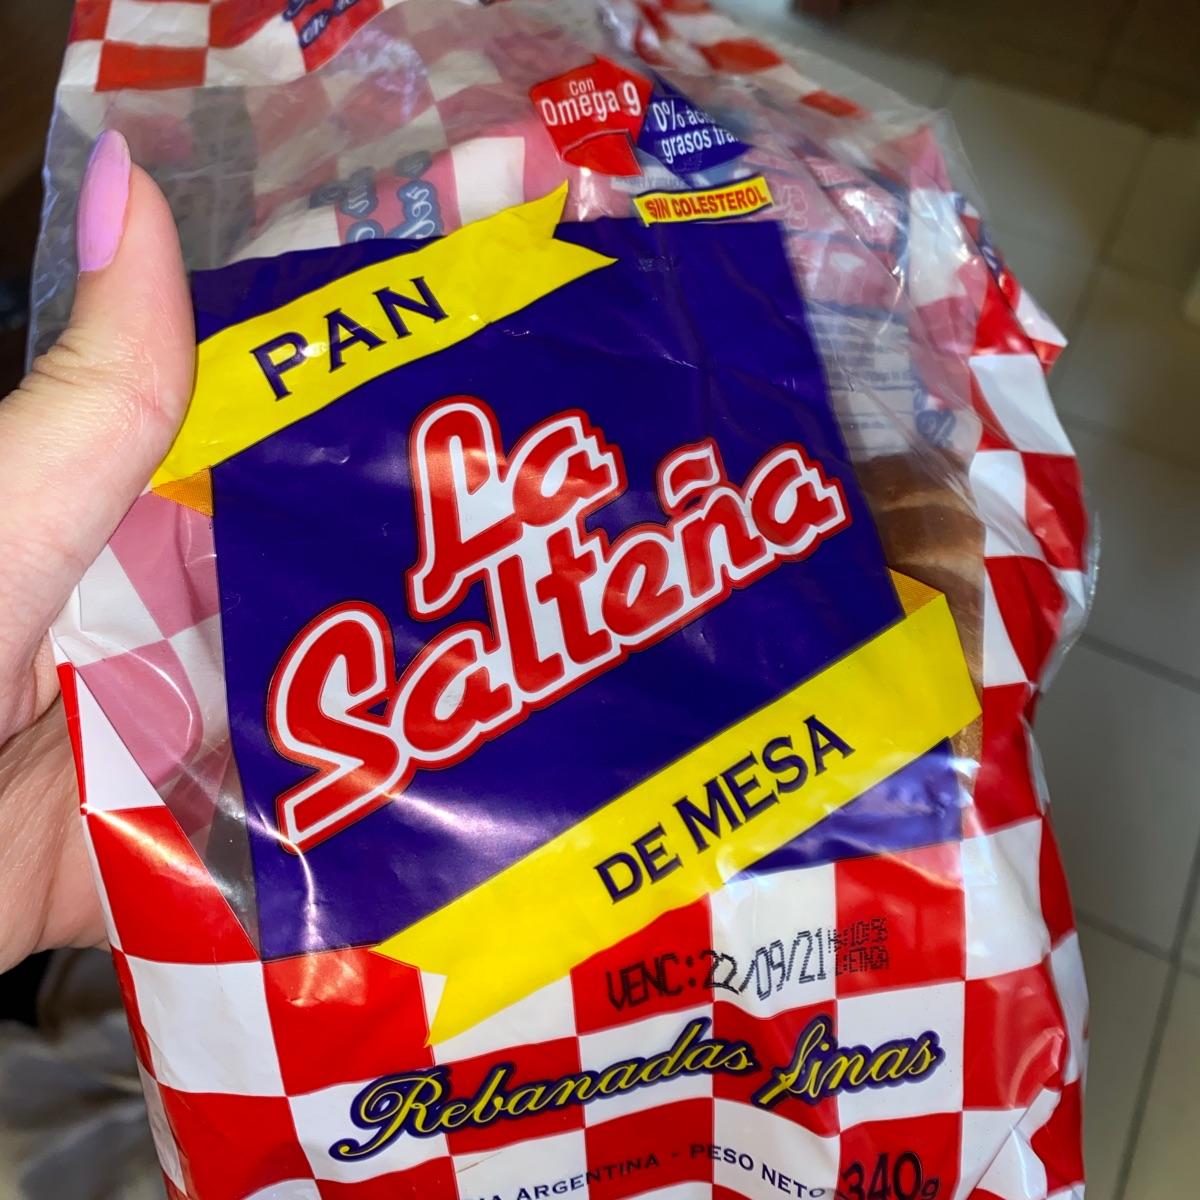 Con
Omega 9
0%
grasos
SIN COLESTEROL
PAN
La
Salteña
DE MESA
VENC: 22/09/21
Rebanadas finas
ARGENTINA - PESO NETO 340g